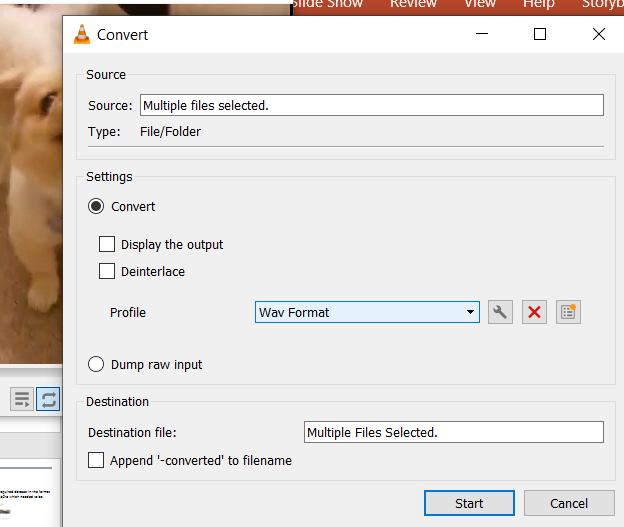 Slide Show Review View Help Storyb
Convert
Source
Source: Multiple files selected.
Type: File/Folder
Settings
Convert
Display the output
Deinterlace
Profile Wav Format
Dump raw input
Destination
Destination file: Multiple Files Selected.
Append '-converted' to filename
Start Cancel